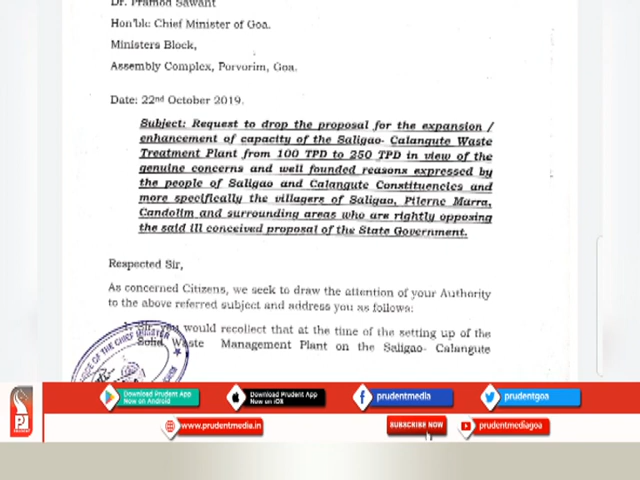 Dr. Pramod Sawant
Hon'ble Chief Minister of Goa.
Ministers Block,
Assembly Complex, Porvorim, Goa.
Date: 22nd October 2019.
Subject: Request to drop the proposal for the expansion /
enhancement of capacity of the Saligao- Calangute Waste
Treatment Plant from 100 TPD to 250 TPD in view of the
genuine concerns and well founded reasons expressed by
the people of Saligao and Calangute Constituencies and
more specifically the villagers of Saligao, Pilerne Marra,
Candolim and surrounding areas who are rightly opposing
the said ill conceived proposal of the State Government.
Respected Sir,
As concerned Citizens, we seek to draw the attention of your Authority
to the above referred subject and address you as follows:
Sir, you would recollect that at the time of the setting up of the
Solid Waste Management Plant on the Saligao- Calangute
OFFICE OF THE CHIEF MINISTER
Download Prudent App
Now on Android
Download Prudent App
Now on iOS
prudentmedia
prudentgoa
www.prudentmedia.in
SUBSCRIBE NOW
prudentmediagoa
PRUDENT